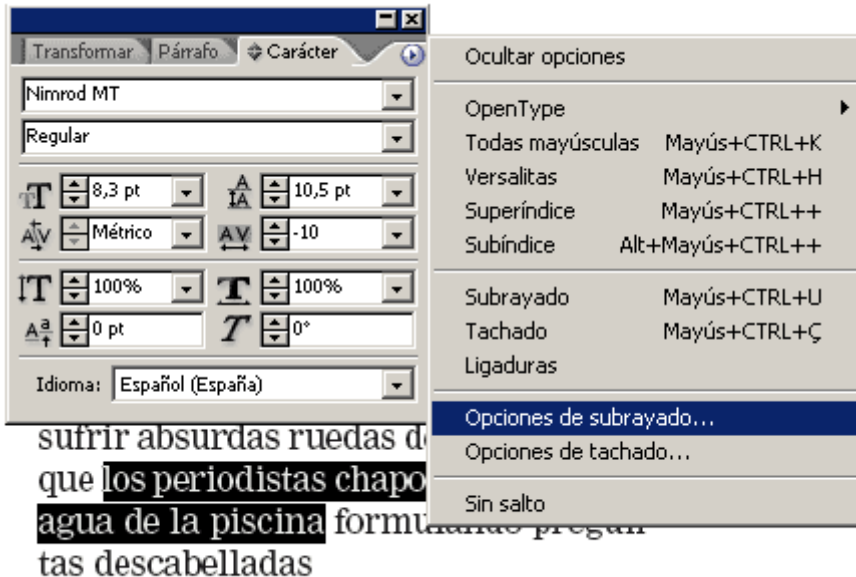 Transformar Párrafo Carácter
Nimrod MT
Regular
8,3 pt 10,5 pt
Métrico -10
100% 100%
0 pt 0°
Idioma: Español (España)
Ocultar opciones
OpenType
Todas mayúsculas Mayús+CTRL+K
Versalitas Mayús+CTRL+H
Superíndice Mayús+CTRL++
Subíndice Alt+Mayús+CTRL++
Subrayado Mayús+CTRL+U
Tachado Mayús+CTRL+Ç
Ligaduras
Opciones de subrayado...
Opciones de tachado...
Sin salto
sufrir absurdas ruedas d
que los periodistas chapo
agua de la piscina formulando pregun
tas descabelladas